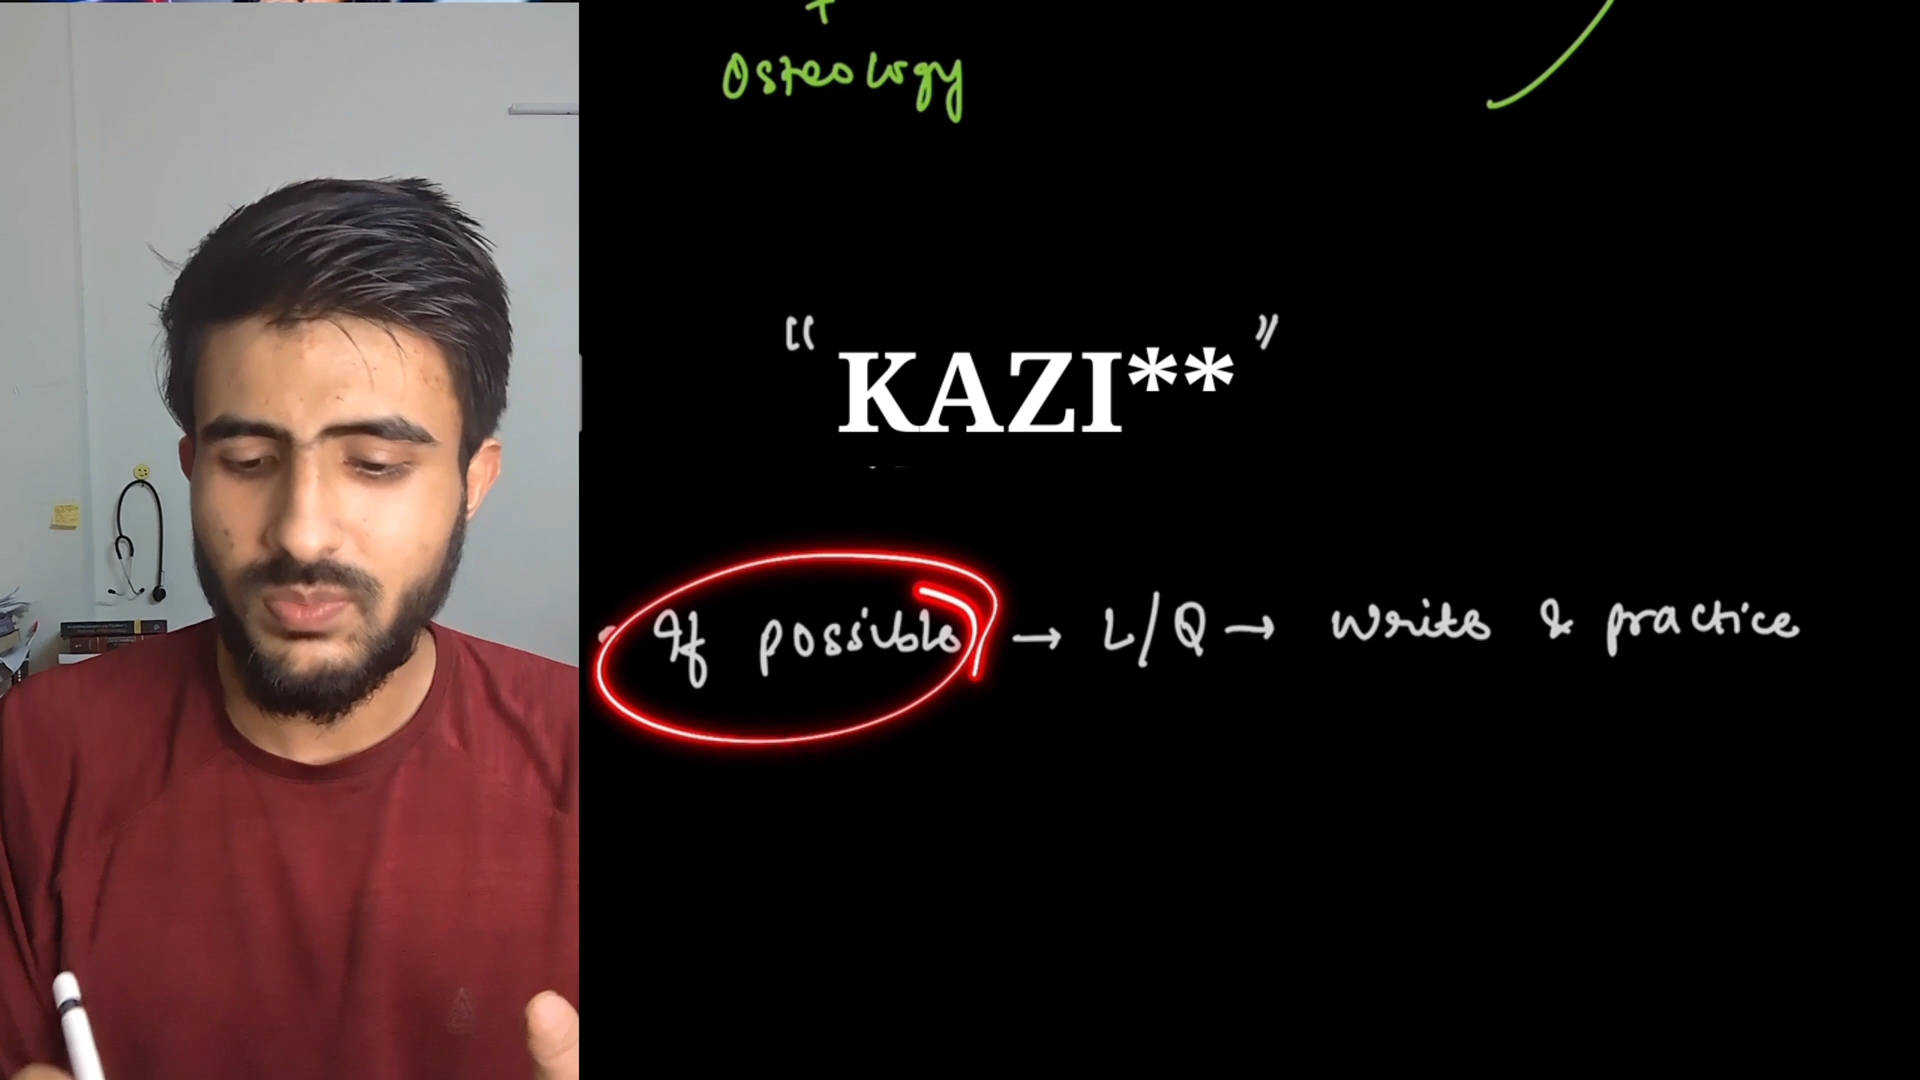 +
Osteology
"KAZI**"
If possible → L/Q → write & practice